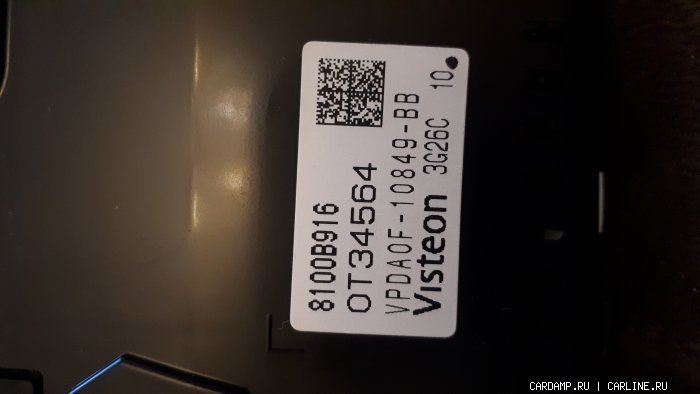 8100B916
OT34564
VPDA0F-10849-BB
Visteon 3G26C 10
CARDAMP.RU | CARLINE.RU